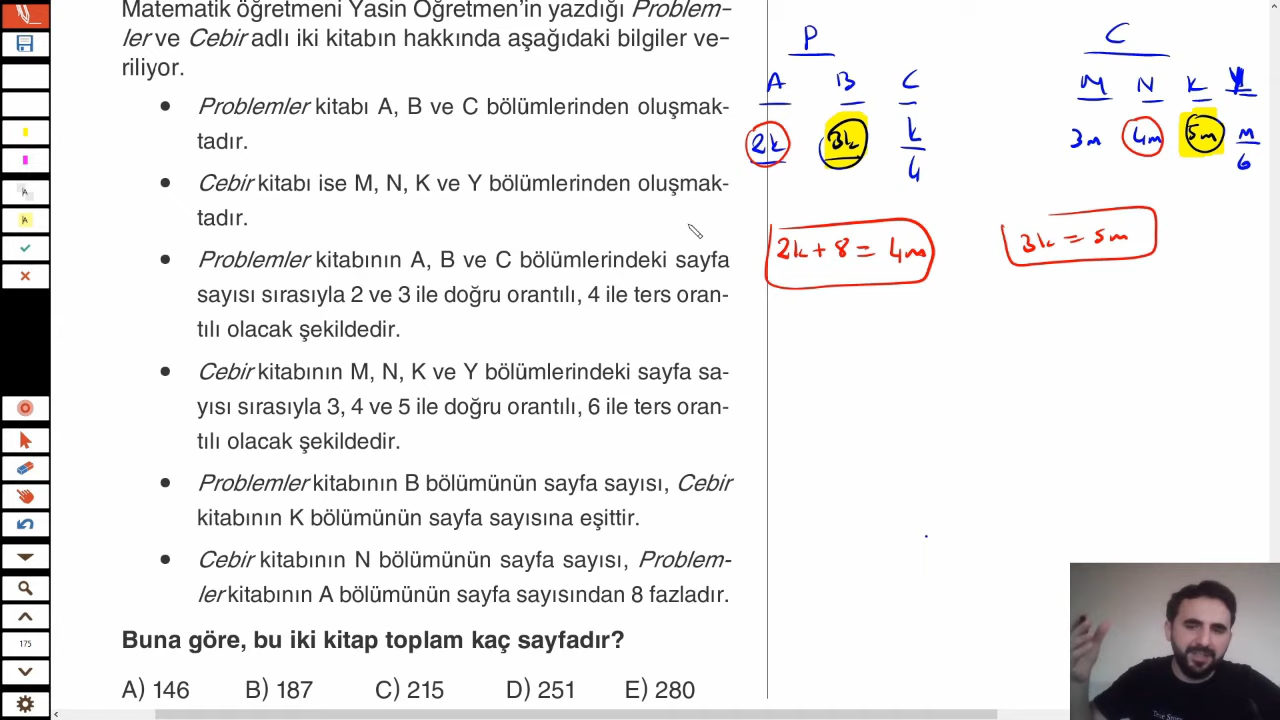 Matematik öğretmeni Yasin Öğretmen'in yazdığı Problem-
ler ve Cebir adlı iki kitabın hakkında aşağıdaki bilgiler ve-
riliyor.
• Problemler kitabı A, B ve C bölümlerinden oluşmak-
tadır.
• Cebir kitabı ise M, N, K ve Y bölümlerinden oluşmak-
tadır.
• Problemler kitabının A, B ve C bölümlerindeki sayfa
sayısı sırasıyla 2 ve 3 ile doğru orantılı, 4 ile ters oran-
tılı olacak şekildedir.
• Cebir kitabının M, N, K ve Y bölümlerindeki sayfa sa-
yısı sırasıyla 3, 4 ve 5 ile doğru orantılı, 6 ile ters oran-
tılı olacak şekildedir.
• Problemler kitabının B bölümünün sayfa sayısı, Cebir
kitabının K bölümünün sayfa sayısına eşittir.
• Cebir kitabının N bölümünün sayfa sayısı, Problem-
ler kitabının A bölümünün sayfa sayısından 8 fazladır.
Buna göre, bu iki kitap toplam kaç sayfadır?
A) 146 B) 187 C) 215 D) 251 E) 280
P C
A B C M N K Y
2k 3k k/4 3m 4m 5m m/6
2k + 8 = 4m 3k = 5m
175